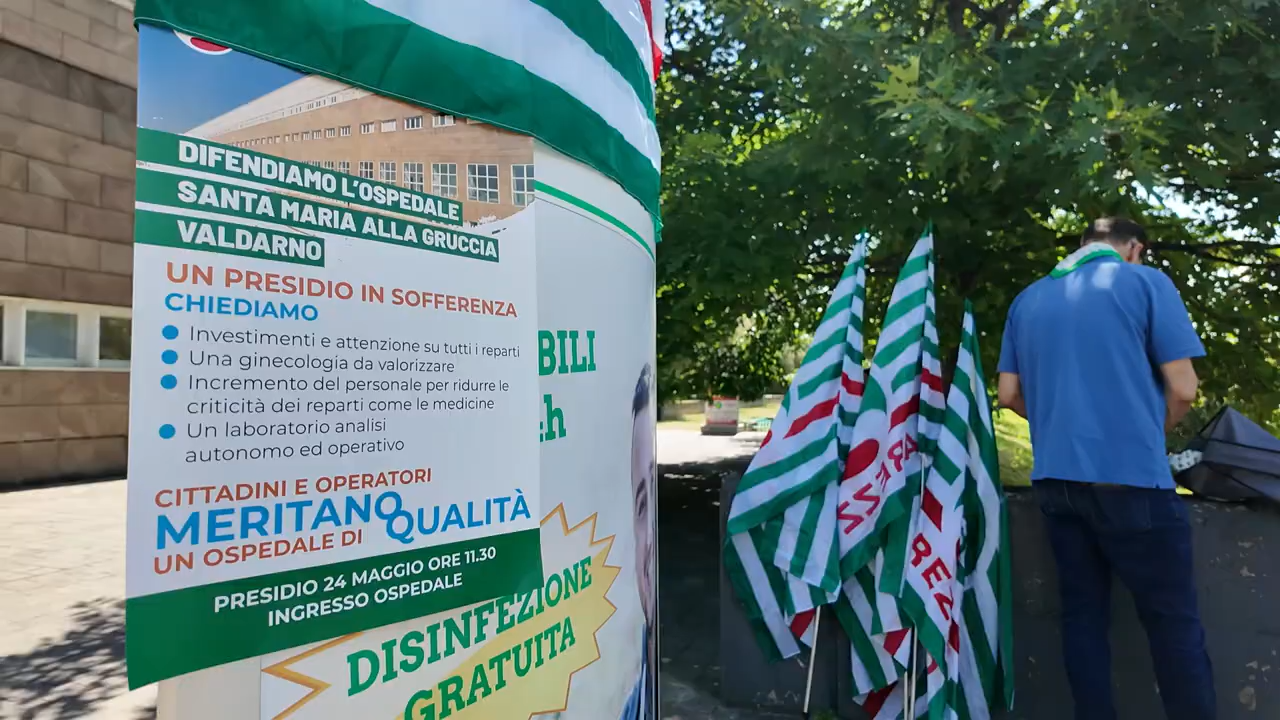 DIFENDIAMO L'OSPEDALE
SANTA MARIA ALLA GRUCCIA
VALDARNO
UN PRESIDIO IN SOFFERENZA
CHIEDIAMO
Investimenti e attenzione su tutti i reparti
Una ginecologia da valorizzare
Incremento del personale per ridurre le
criticità dei reparti come le medicine
Un laboratorio analisi
autonomo ed operativo
CITTADINI E OPERATORI
MERITANO QUALITÀ
UN OSPEDALE DI
PRESIDIO 24 MAGGIO ORE 11.30
INGRESSO OSPEDALE
BILI
h
DISINFEZIONE
GRATUITA